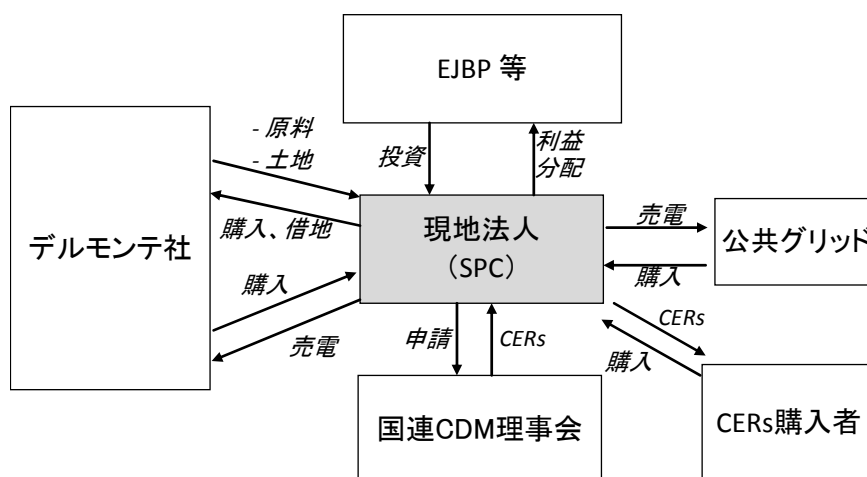 EJBP 等
- 原料
- 土地
投資
利益
分配
購入、借地
デルモンテ社
現地法人
（SPC）
売電
公共グリッド
購入
購入
売電
申請
CERs
CERs
購入
国連CDM理事会
CERs購入者